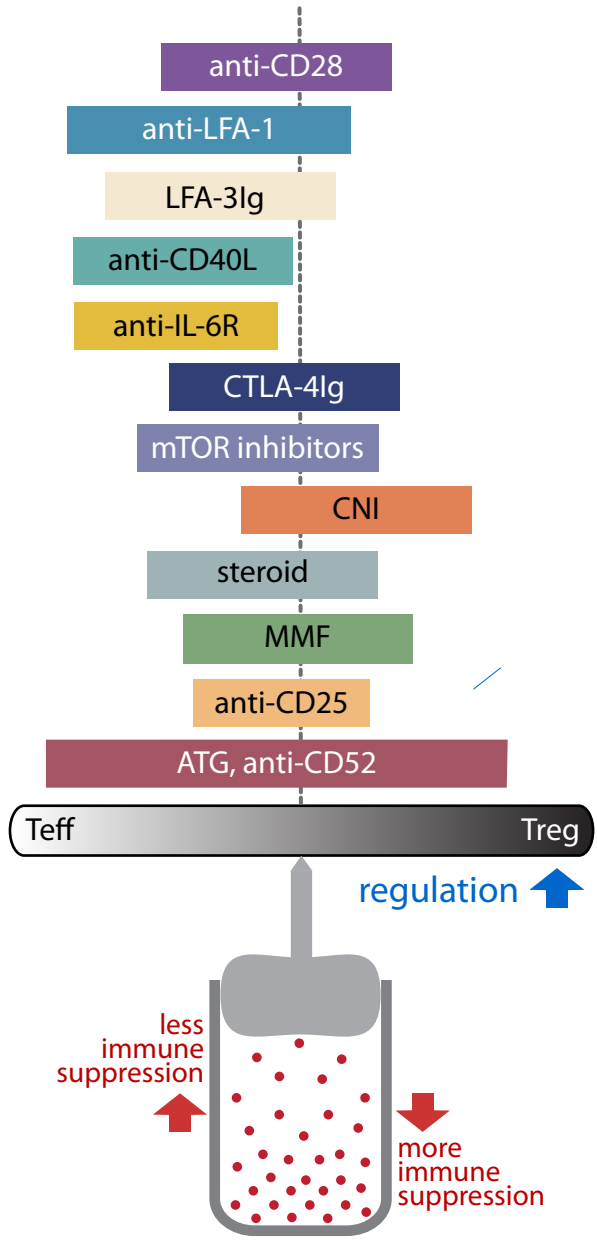 anti-CD28
anti-LFA-1
LFA-3Ig
anti-CD40L
anti-IL-6R
CTLA-4Ig
mTOR inhibitors
CNI
steroid
MMF
anti-CD25
ATG, anti-CD52
Teff
Treg
regulation
less
immune
suppression
more
immune
suppression